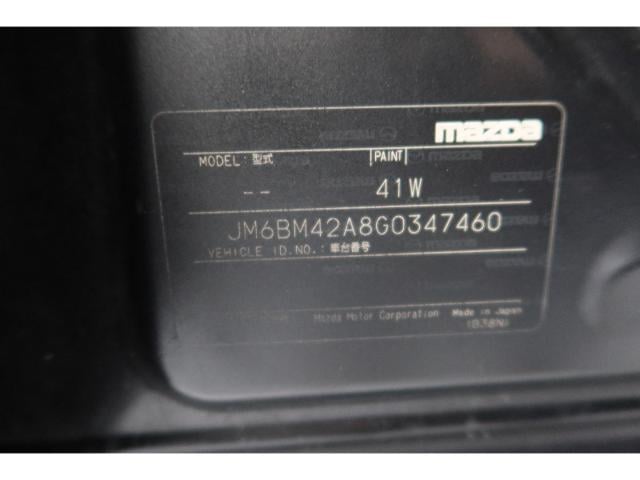 mazda
MODEL: 型式 PAINT
-- 41W
JM6BM42A8G0347460
VEHICLE ID.NO.: 車台番号
Mazda Motor Corporation Made in Japan
(B38N)